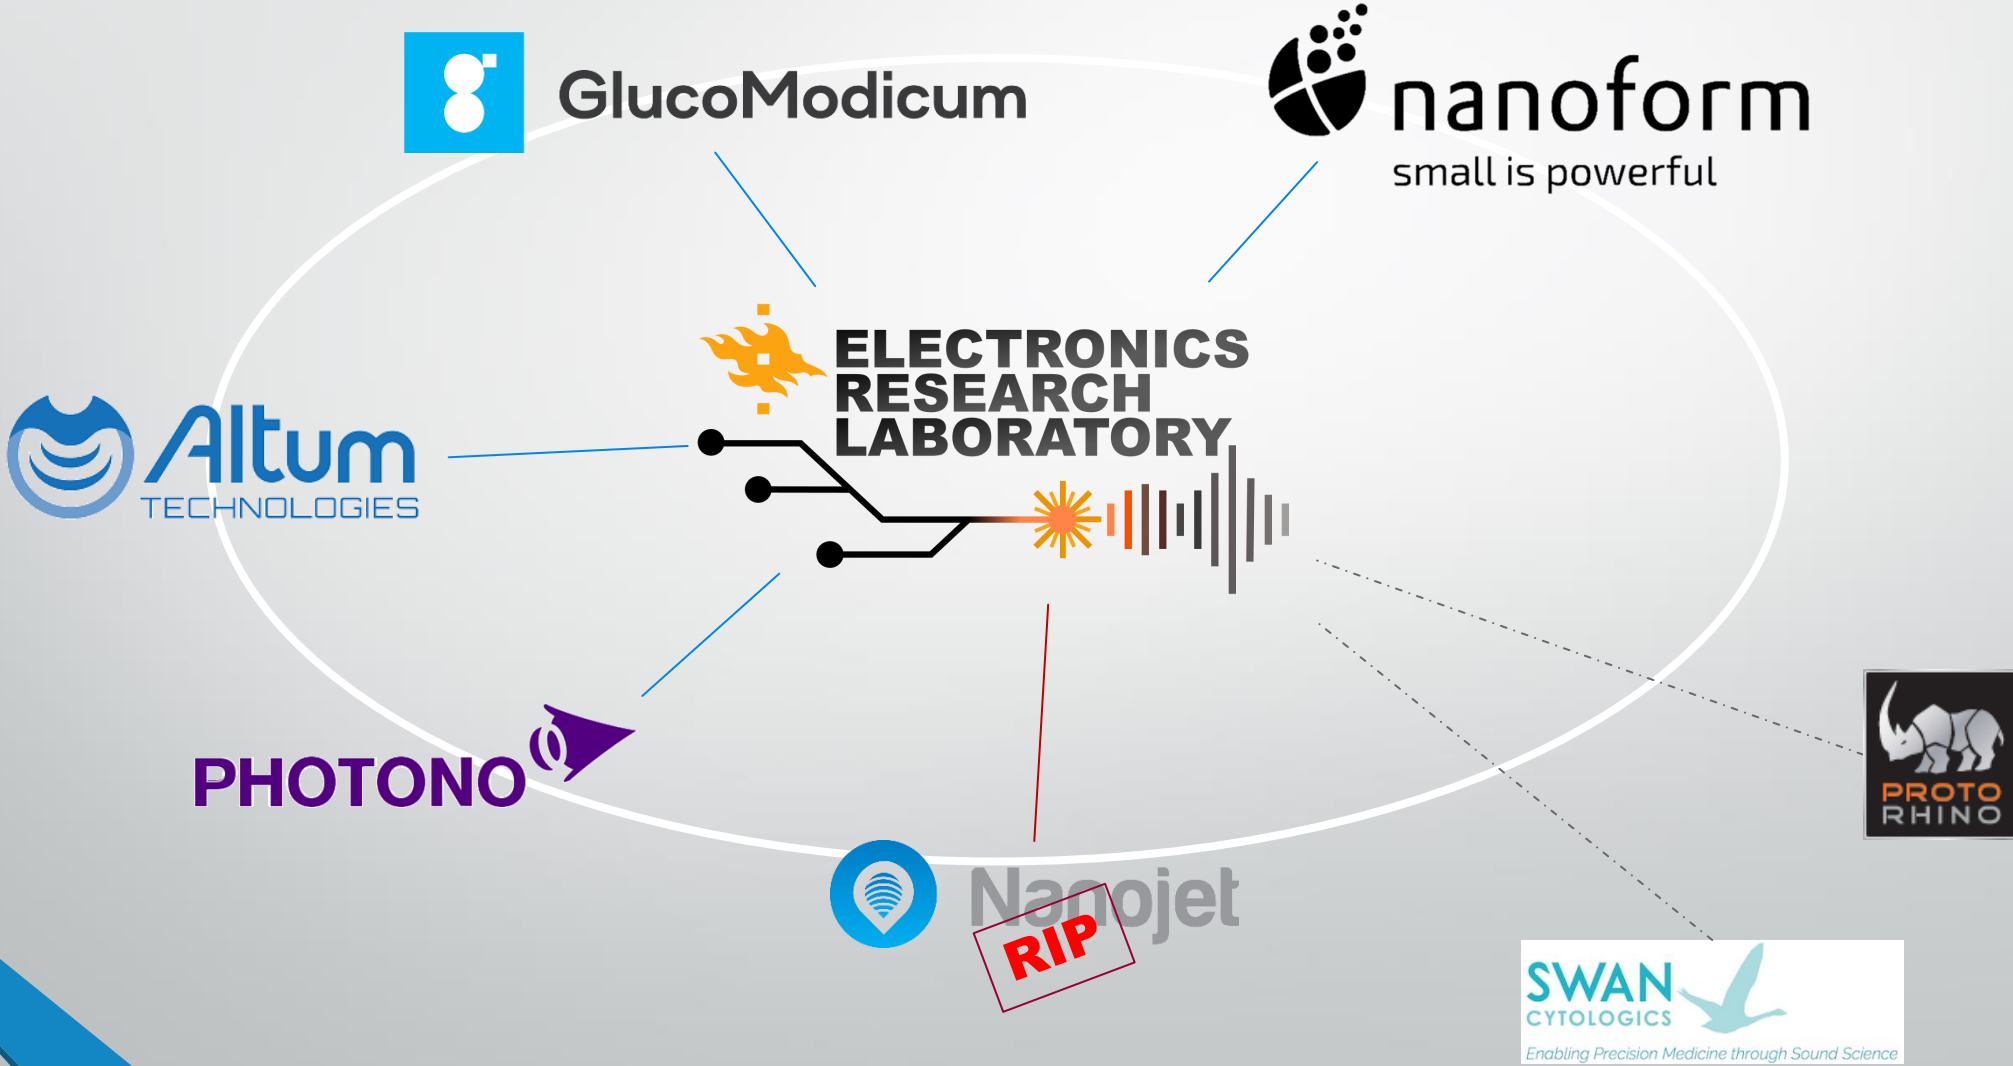 GlucoModicum
nanoform
small is powerful
ELECTRONICS
RESEARCH
LABORATORY
Altum
TECHNOLOGIES
PHOTONO
Nanojet
RIP
PROTO
RHINO
SWAN
CYTOLOGICS
Enabling Precision Medicine through Sound Science